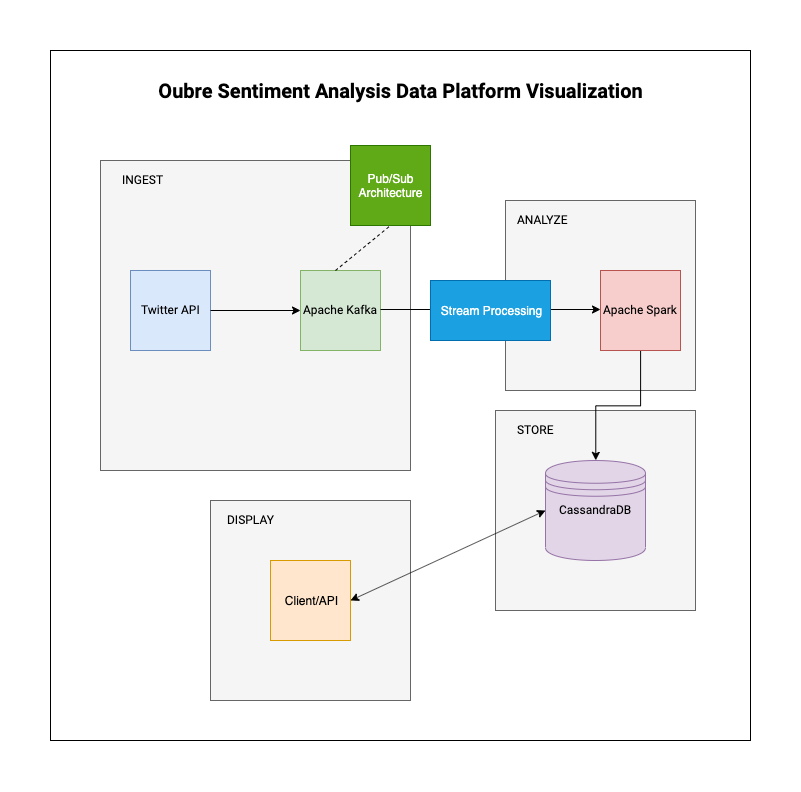 Oubre Sentiment Analysis Data Platform Visualization
INGEST
Pub/Sub
Architecture
ANALYZE
Twitter API
Apache Kafka
Stream Processing
Apache Spark
STORE
CassandraDB
DISPLAY
Client/API